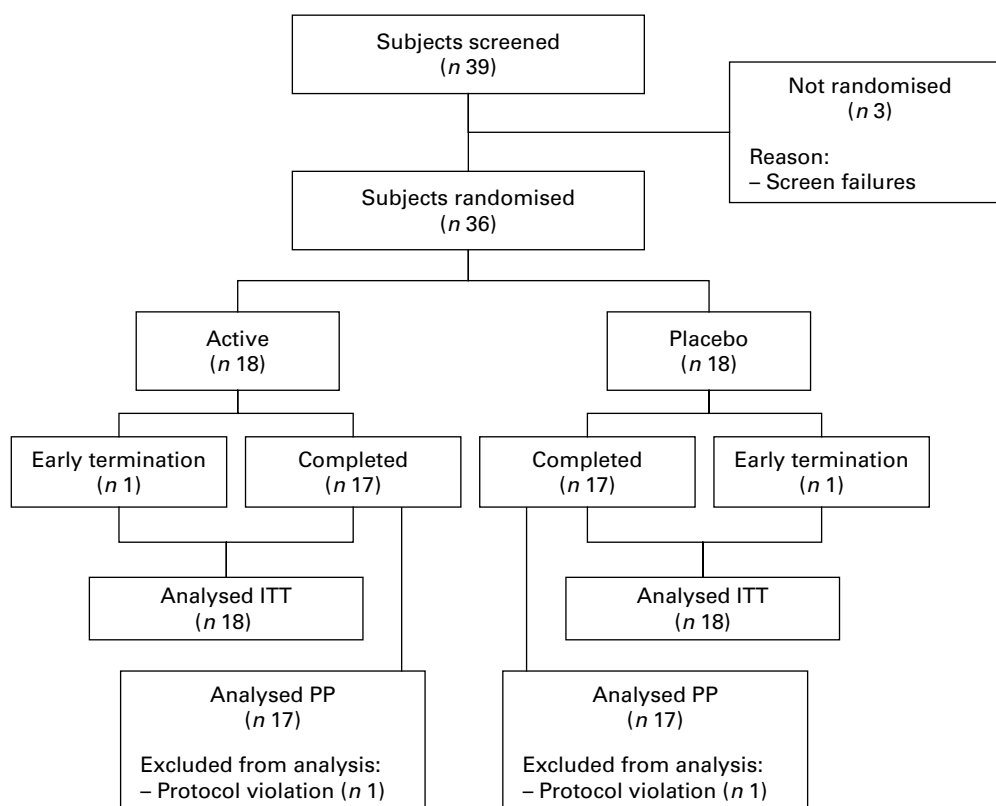 Subjects screened
(n 39)
Not randomised
(n 3)
Reason:
– Screen failures
Subjects randomised
(n 36)
Active
(n 18)
Placebo
(n 18)
Early termination
(n 1)
Completed
(n 17)
Completed
(n 17)
Early termination
(n 1)
Analysed ITT
(n 18)
Analysed ITT
(n 18)
Analysed PP
(n 17)
Excluded from analysis:
– Protocol violation (n 1)
Analysed PP
(n 17)
Excluded from analysis:
– Protocol violation (n 1)